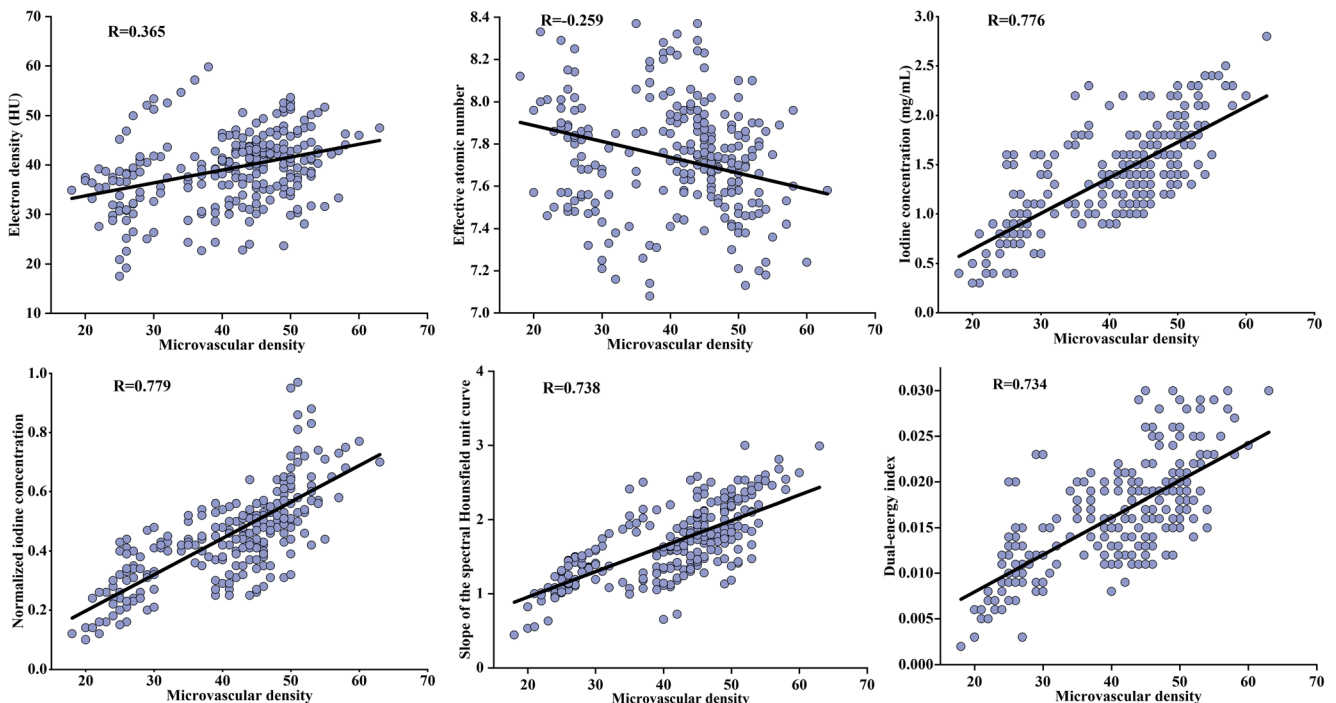 R=0.365
Electron density (HU)
70
60
50
40
30
20
10
20 30 40 50 60 70
Microvascular density
R=-0.259
Effective atomic number
8.4
8.2
8.0
7.8
7.6
7.4
7.2
7.0
20 30 40 50 60 70
Microvascular density
R=0.776
Iodine concentration (mg/mL)
3.0
2.5
2.0
1.5
1.0
0.5
0.0
20 30 40 50 60 70
Microvascular density
R=0.779
Normalized iodine concentration
1.0
0.8
0.6
0.4
0.2
0.0
20 30 40 50 60 70
Microvascular density
R=0.738
Slope of the spectral Hounsfield unit curve
4
3
2
1
0
20 30 40 50 60 70
Microvascular density
R=0.734
Dual-energy index
0.030
0.025
0.020
0.015
0.010
0.005
0.000
20 30 40 50 60 70
Microvascular density